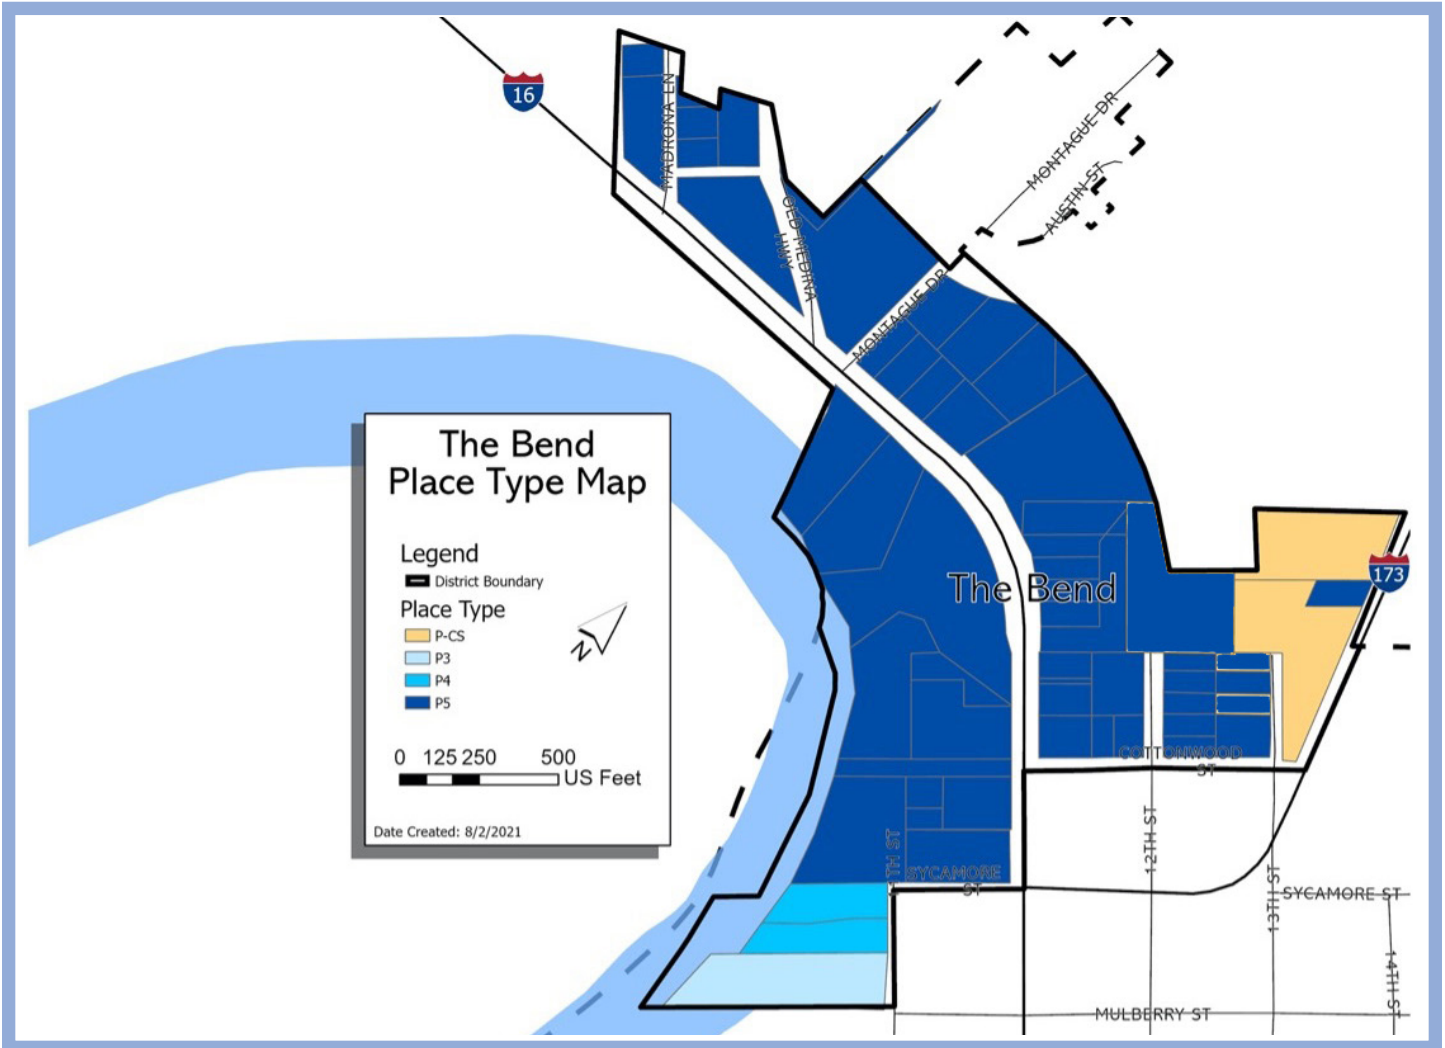 16
MADRONA LN
OLD MEDINA
HWY
MONTAGUE DR
AUSTIN ST
MONTAGUE DR
The Bend
Place Type Map
Legend
District Boundary
Place Type
P-CS
P3
P4
P5
N
0 125 250 500
US Feet
Date Created: 8/2/2021
The Bend
173
COTTONWOOD
ST
12TH ST
13TH ST
SYCAMORE
ST
TH ST
SYCAMORE ST
14TH ST
MULBERRY ST